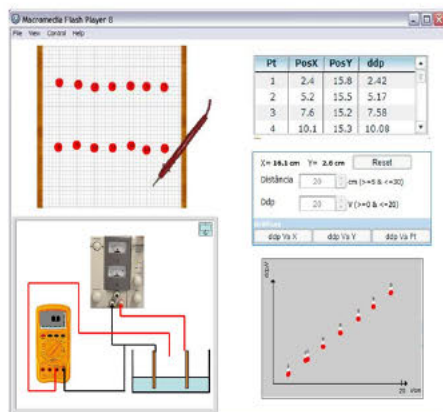 Macromedia Flash Player 8
File View Control Help
Pt PosX PosY ddp
1 2.4 15.8 2.42
2 5.2 15.5 5.17
3 7.6 15.2 7.58
4 10.1 15.3 10.08
X= 16.1 cm Y= 2.6 cm Reset
Distância 20 cm (>=5 & <=20)
Ddp 20 V (>=0 & <=20)
ddp Vs X ddp Vs Y ddp Vs Pt
20